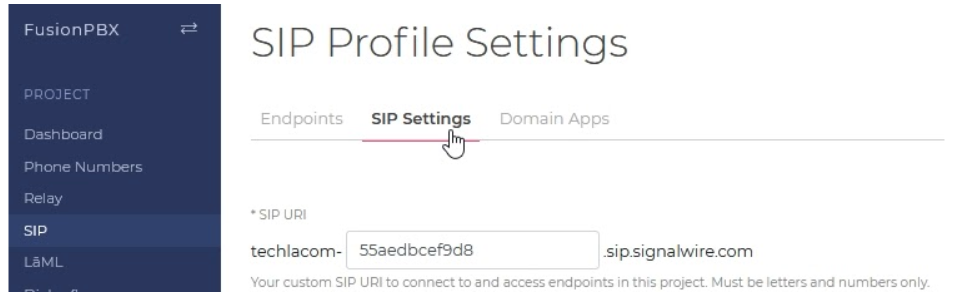 FusionPBX
SIP Profile Settings
PROJECT
Endpoints SIP Settings Domain Apps
Dashboard
Phone Numbers
Relay
SIP
LāML
* SIP URI
techlacom- 55aedbcef9d8 .sip.signalwire.com
Your custom SIP URI to connect to and access endpoints in this project. Must be letters and numbers only.